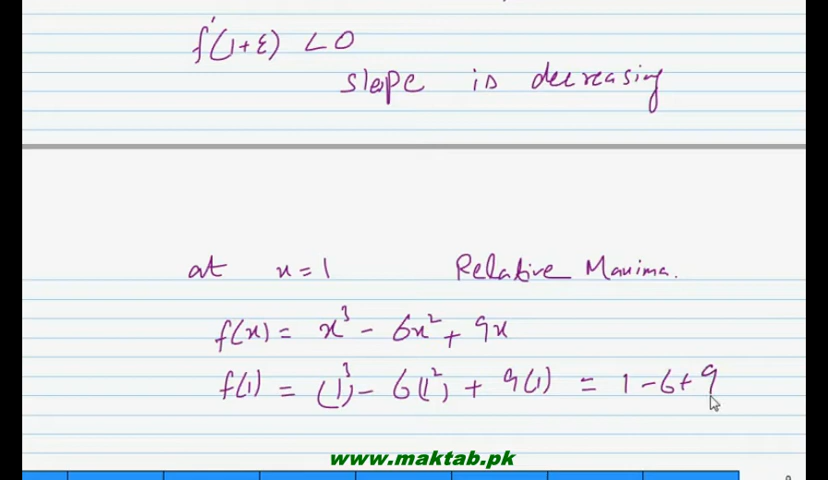 f'(1+ε) < 0
slope is decreasing
at x = 1 Relative Maxima.
f(x) = x³ - 6x² + 9x
f(1) = (1)³ - 6(1²) + 9(1) = 1 - 6 + 9
www.maktab.pk